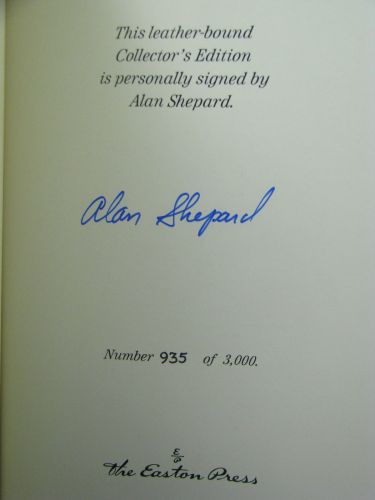 This leather-bound
Collector's Edition
is personally signed by
Alan Shepard.
Alan Shepard
Number 935 of 3,000.
E/P
the Easton Press